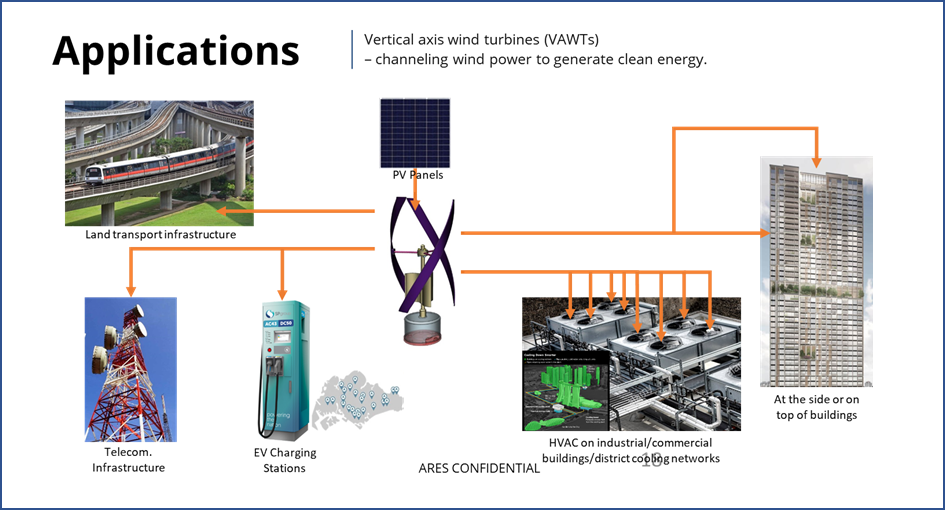 Applications
Vertical axis wind turbines (VAWTs)
– channeling wind power to generate clean energy.
PV Panels
Land transport infrastructure
AC43 DC50
Telecom.
Infrastructure
EV Charging
Stations
HVAC on industrial/commercial
buildings/district cooling networks
At the side or on
top of buildings
ARES CONFIDENTIAL
18